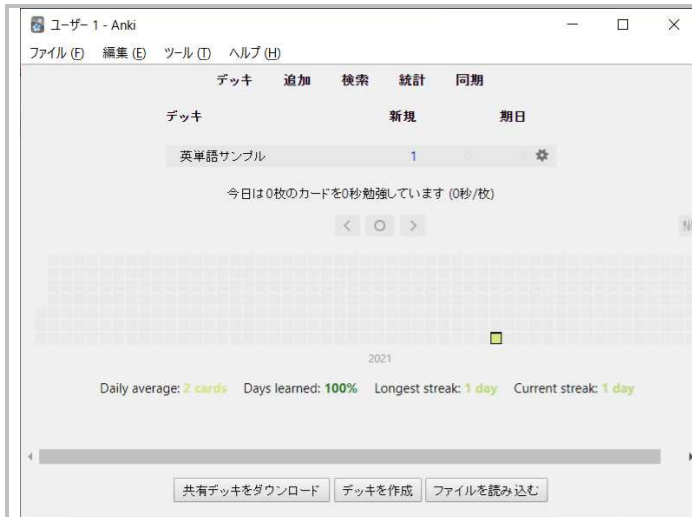 ユーザー 1 - Anki
ファイル (F) 編集 (E) ツール (T) ヘルプ (H)
デッキ 追加 検索 統計 同期
デッキ 新規 期日
英単語サンプル 1
今日は0枚のカードを0秒勉強しています (0秒/枚)
2021
Daily average: 2 cards Days learned: 100% Longest streak: 1 day Current streak: 1 day
共有デッキをダウンロード デッキを作成 ファイルを読み込む